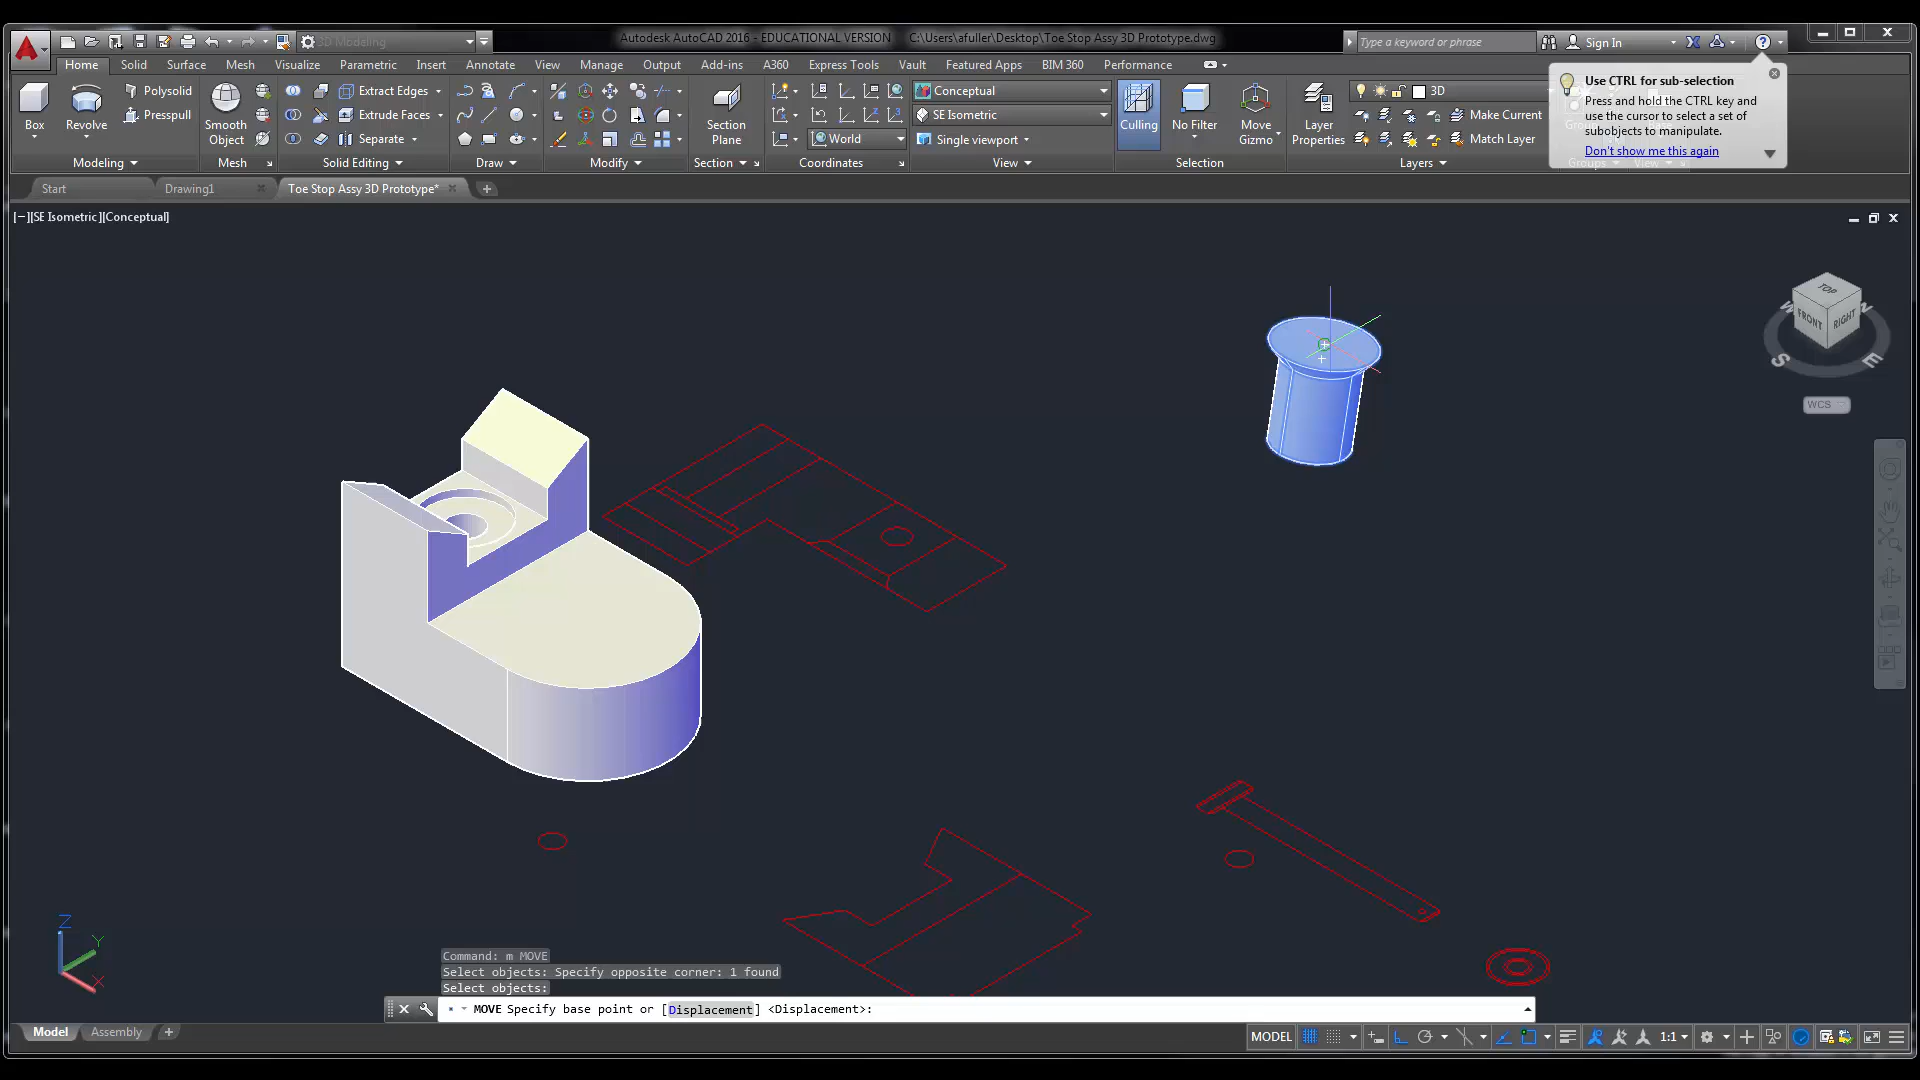 3D Modeling
Autodesk AutoCAD 2016 - EDUCATIONAL VERSION C:\Users\afuller\Desktop\Toe Stop Assy 3D Prototype.dwg
Type a keyword or phrase
Sign In
Home Solid Surface Mesh Visualize Parametric Insert Annotate View Manage Output Add-ins A360 Express Tools Vault Featured Apps BIM 360 Performance
Box
Revolve
Polysolid
Presspull
Modeling
Smooth Object
Mesh
Extract Edges
Extrude Faces
Separate
Solid Editing
Draw
Modify
Section Plane
Section
World
Coordinates
Conceptual
SE Isometric
Single viewport
View
Culling
No Filter
Move Gizmo
Selection
Layer Properties
3D
Make Current
Match Layer
Layers
Groups
View
Use CTRL for sub-selection
Press and hold the CTRL key and
use the cursor to select a set of
subobjects to manipulate.
Don't show me this again
Start Drawing1 Toe Stop Assy 3D Prototype*
[−][SE Isometric][Conceptual]
TOP
FRONT
RIGHT
W
N
S
E
WCS
Z
Y
X
Command: m MOVE
Select objects: Specify opposite corner: 1 found
Select objects:
MOVE Specify base point or [Displacement] <Displacement>:
Model Assembly
MODEL
1:1